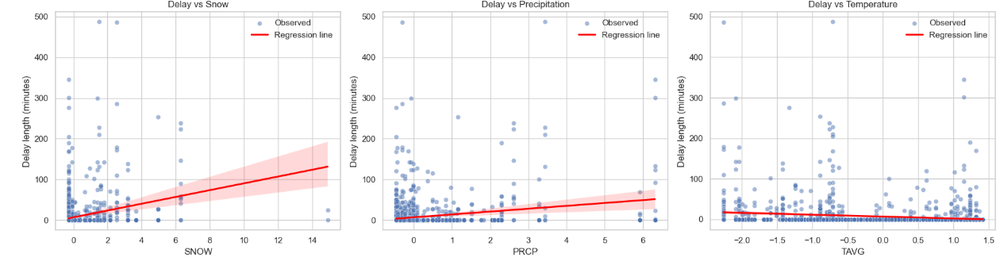 Delay vs Snow
500
400
300
200
100
0
Delay length (minutes)
Observed
Regression line
0 2 4 6 8 10 12 14
SNOW
Delay vs Precipitation
500
400
300
200
100
0
Delay length (minutes)
Observed
Regression line
0 1 2 3 4 5 6
PRCP
Delay vs Temperature
500
400
300
200
100
0
Delay length (minutes)
Observed
Regression line
−2.0 −1.5 −1.0 −0.5 0.0 0.5 1.0 1.5
TAVG